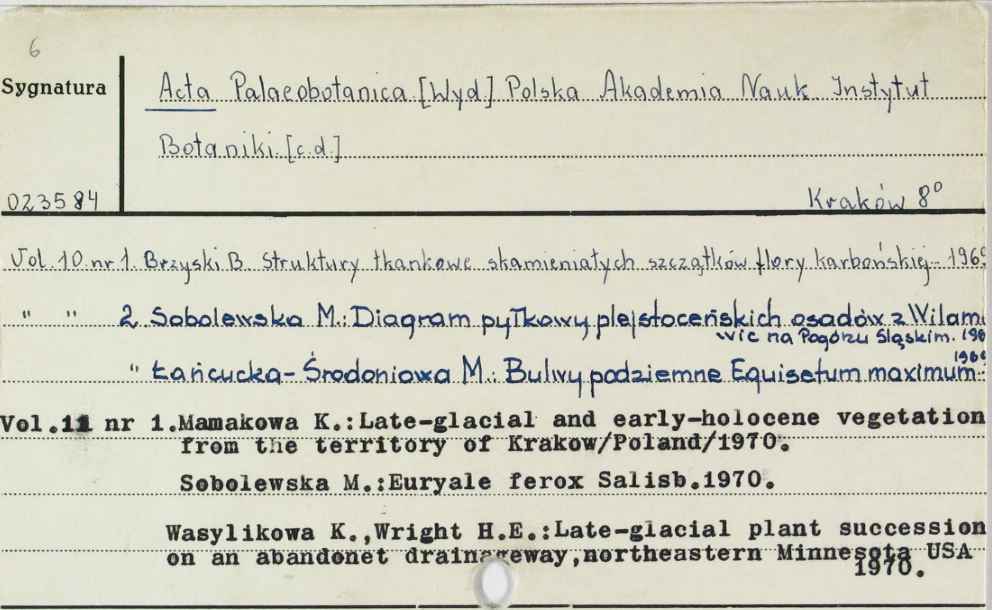 6
Sygnatura
Acta Palaeobotanica [Wyd.] Polska Akademia Nauk Instytut
Botaniki. [c.d.]
023584
Kraków 8°
Vol. 10 nr 1. Brzyski B. Struktury tkankowe skamieniałych szczątków flory karbońskiej- 1969
" " 2 Sobolewska M.: Diagram pyłkowy plejstoceńskich osadów z Wilam
wic na Pogórzu Śląskim. 196
1969
" Łańcucka-Środoniowa M.: Bulwy podziemne Equisetum maximum-
Vol.11 nr 1.Mamakowa K.:Late-glacial and early-holocene vegetation
from the territory of Krakow/Poland/1970.
Sobolewska M.:Euryale ferox Salisb.1970.
Wasylikowa K.,Wright H.E.:Late-glacial plant succession
on an abandonet drainageway,northeastern Minnesota USA
1970.